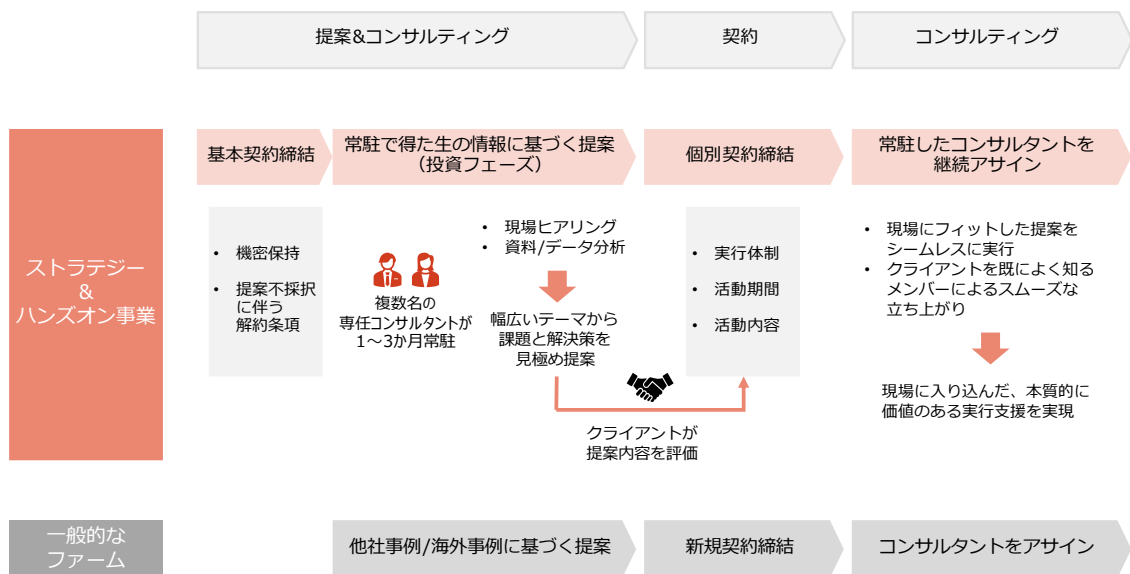 提案&コンサルティング
契約
コンサルティング
ストラテジー
&
ハンズオン事業
基本契約締結
常駐で得た生の情報に基づく提案
（投資フェーズ）
個別契約締結
常駐したコンサルタントを
継続アサイン
• 機密保持
• 提案不採択
に伴う
解約条項
複数名の
専任コンサルタントが
1～3か月常駐
• 現場ヒアリング
• 資料/データ分析
幅広いテーマから
課題と解決策を
見極め提案
クライアントが
提案内容を評価
• 実行体制
• 活動期間
• 活動内容
• 現場にフィットした提案を
シームレスに実行
• クライアントを既によく知る
メンバーによるスムーズな
立ち上がり
現場に入り込んだ、本質的に
価値のある実行支援を実現
一般的な
ファーム
他社事例/海外事例に基づく提案
新規契約締結
コンサルタントをアサイン